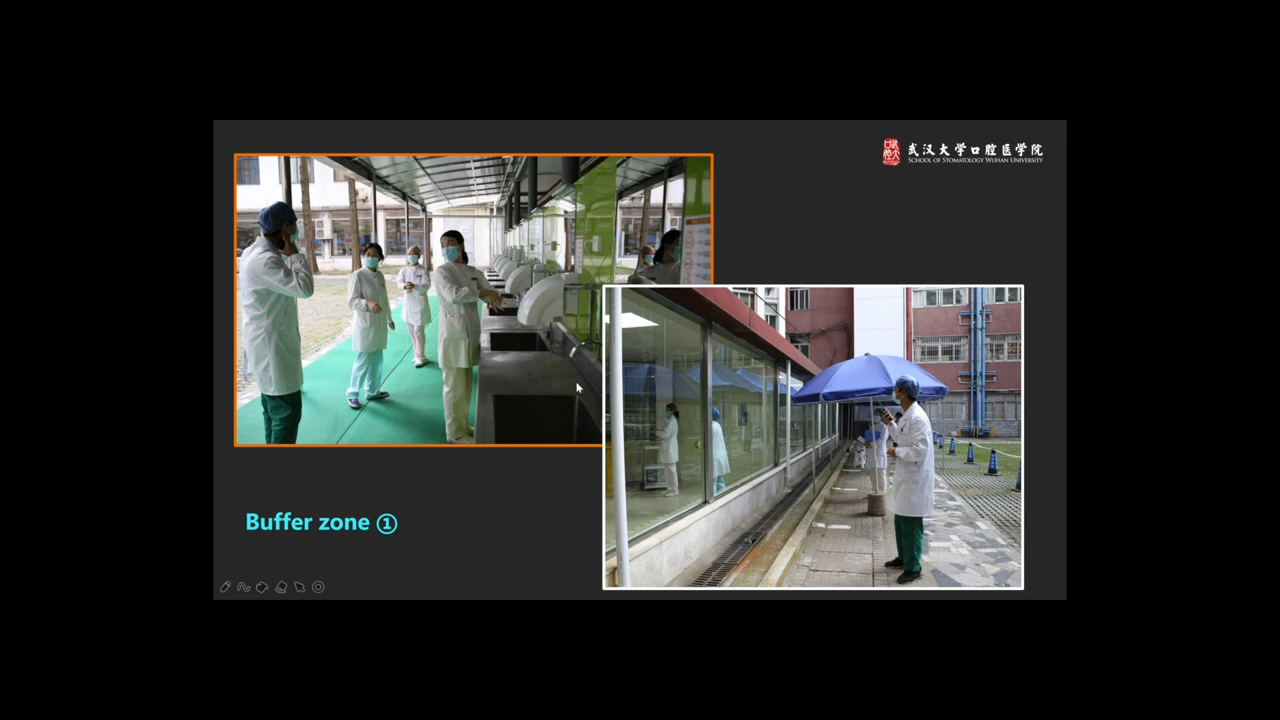 武汉大学口腔医学院
SCHOOL OF STOMATOLOGY WUHAN UNIVERSITY
Buffer zone ①